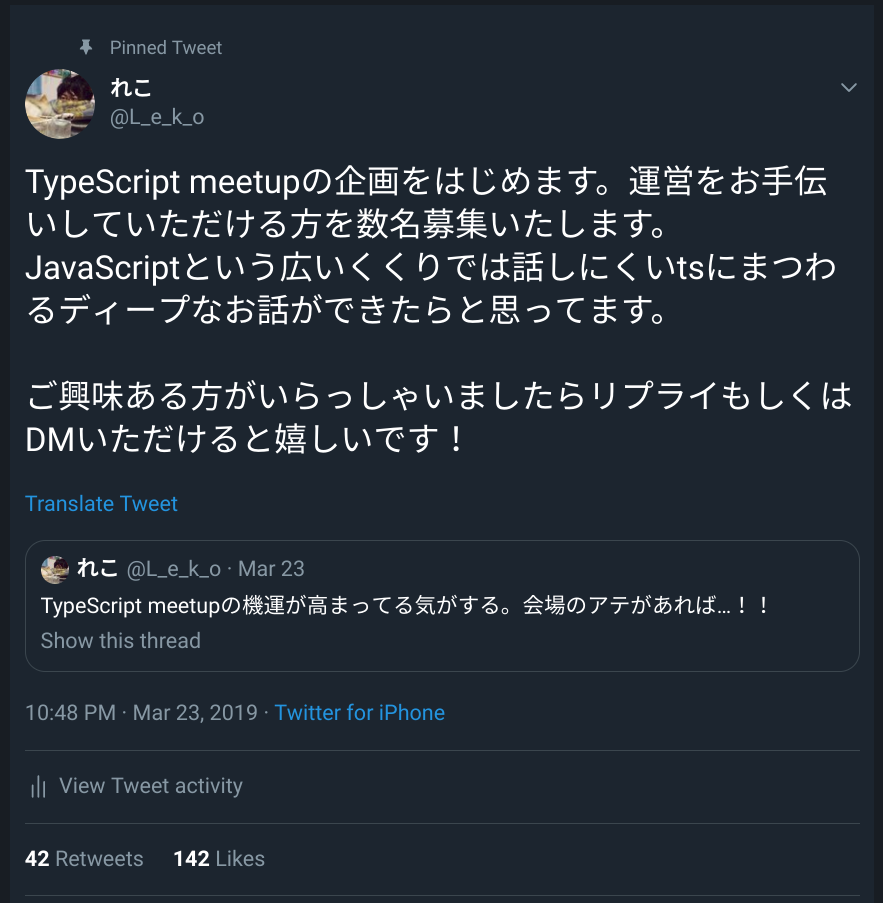 Pinned Tweet
れこ
@L_e_k_o
TypeScript meetupの企画をはじめます。運営をお手伝
いしていただける方を数名募集いたします。
JavaScriptという広いくくりでは話しにくいtsにまつわ
るディープなお話ができたらと思ってます。
ご興味ある方がいらっしゃいましたらリプライもしくは
DMいただけると嬉しいです！
Translate Tweet
れこ @L_e_k_o · Mar 23
TypeScript meetupの機運が高まってる気がする。会場のアテがあれば…！！
Show this thread
10:48 PM · Mar 23, 2019 · Twitter for iPhone
View Tweet activity
42 Retweets 142 Likes